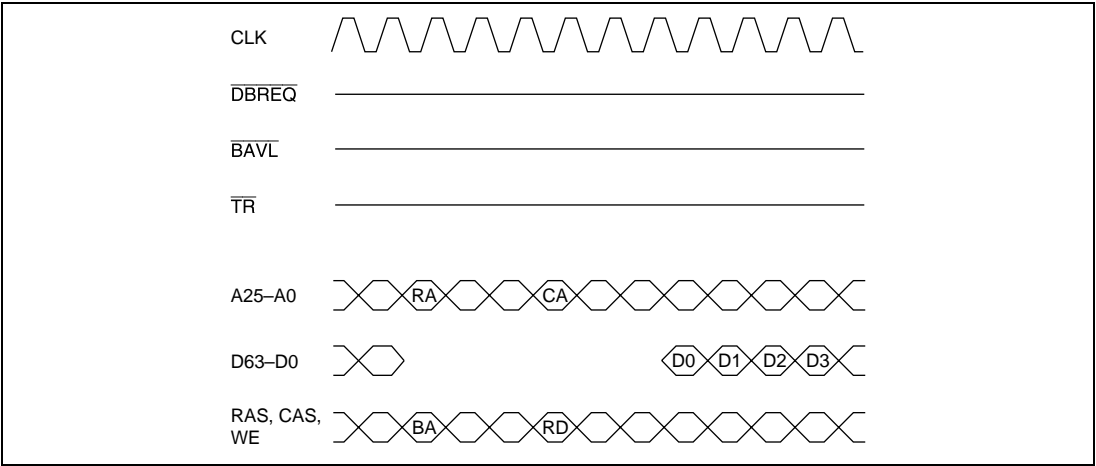 CLK
DBREQ
BAVL
TR
A25–A0 RA CA
D63–D0 D0 D1 D2 D3
RAS, CAS,
WE BA RD